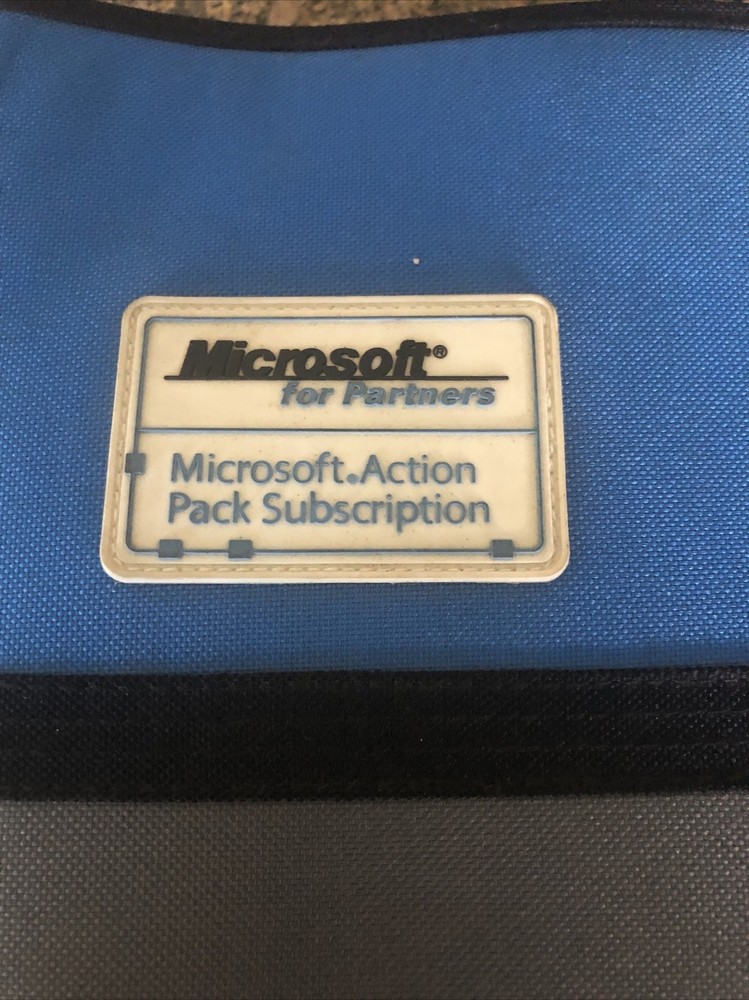 Microsoft®
for Partners
Microsoft.Action
Pack Subscription